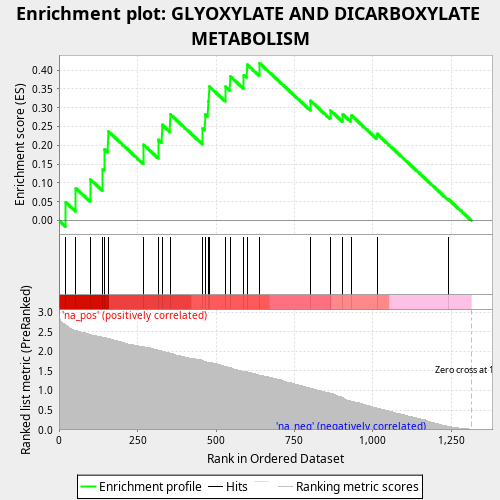 Enrichment plot: GLYOXYLATE AND DICARBOXYLATE
METABOLISM
Enrichment score (ES)
0.40
0.35
0.30
0.25
0.20
0.15
0.10
0.05
0.00
'na_pos' (positively correlated)
Ranked list metric (PreRanked)
3.0
2.5
2.0
1.5
1.0
0.5
0.0
Zero cross at 1
'na_neg' (negatively correlated)
0
250
500
750
1,000
1,250
Rank in Ordered Dataset
Enrichment profile
Hits
Ranking metric scores